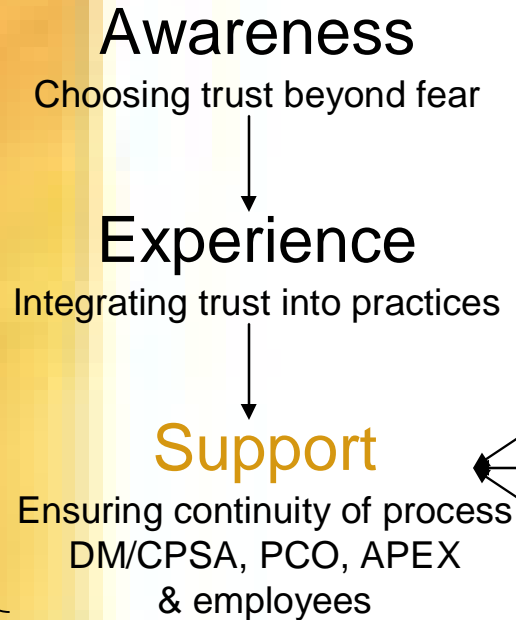 Awareness
Choosing trust beyond fear
Experience
Integrating trust into practices
Support
Ensuring continuity of process
DM/CPSA, PCO, APEX
& employees